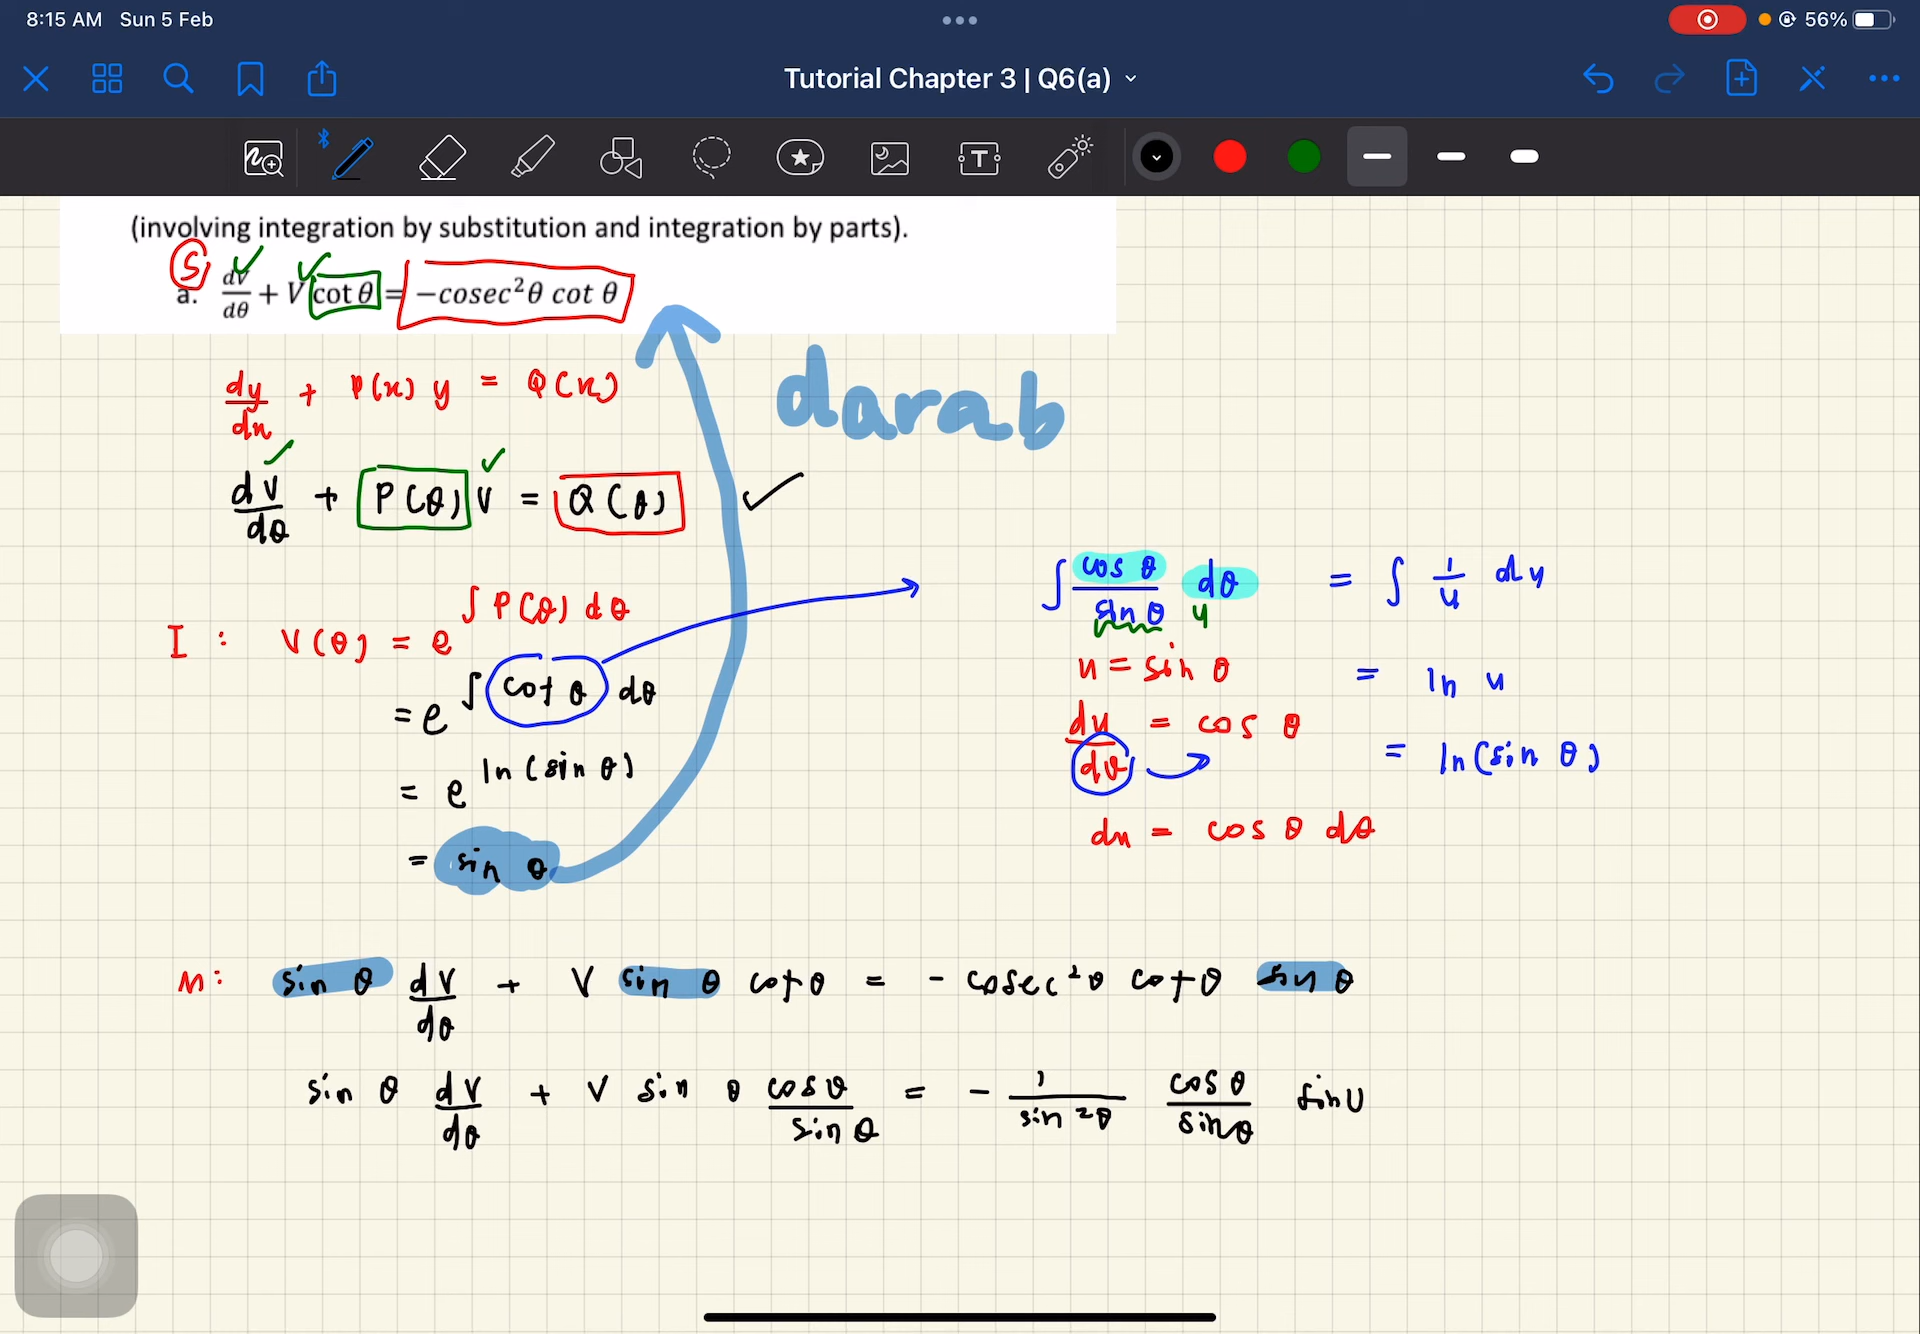 8:15 AM Sun 5 Feb 56%
Tutorial Chapter 3 | Q6(a)
(involving integration by substitution and integration by parts).
S
a. dV/dθ + V cot θ = −cosec²θ cot θ
darab
dy/dx + P(x) y = Q(x)
dV/dθ + P(θ) V = Q(θ)
∫ cos θ/sin θ dθ = ∫ 1/u du
u
I : V(θ) = e^∫P(θ) dθ
u = sin θ = ln u
= e^∫cot θ dθ
du/dθ = cos θ = ln(sin θ)
= e^ln(sin θ)
du = cos θ dθ
= sin θ
M: sin θ dV/dθ + V sin θ cot θ = - cosec²θ cot θ sin θ
sin θ dV/dθ + V sin θ cos θ/sin θ = - 1/sin²θ cos θ/sin θ sin θ